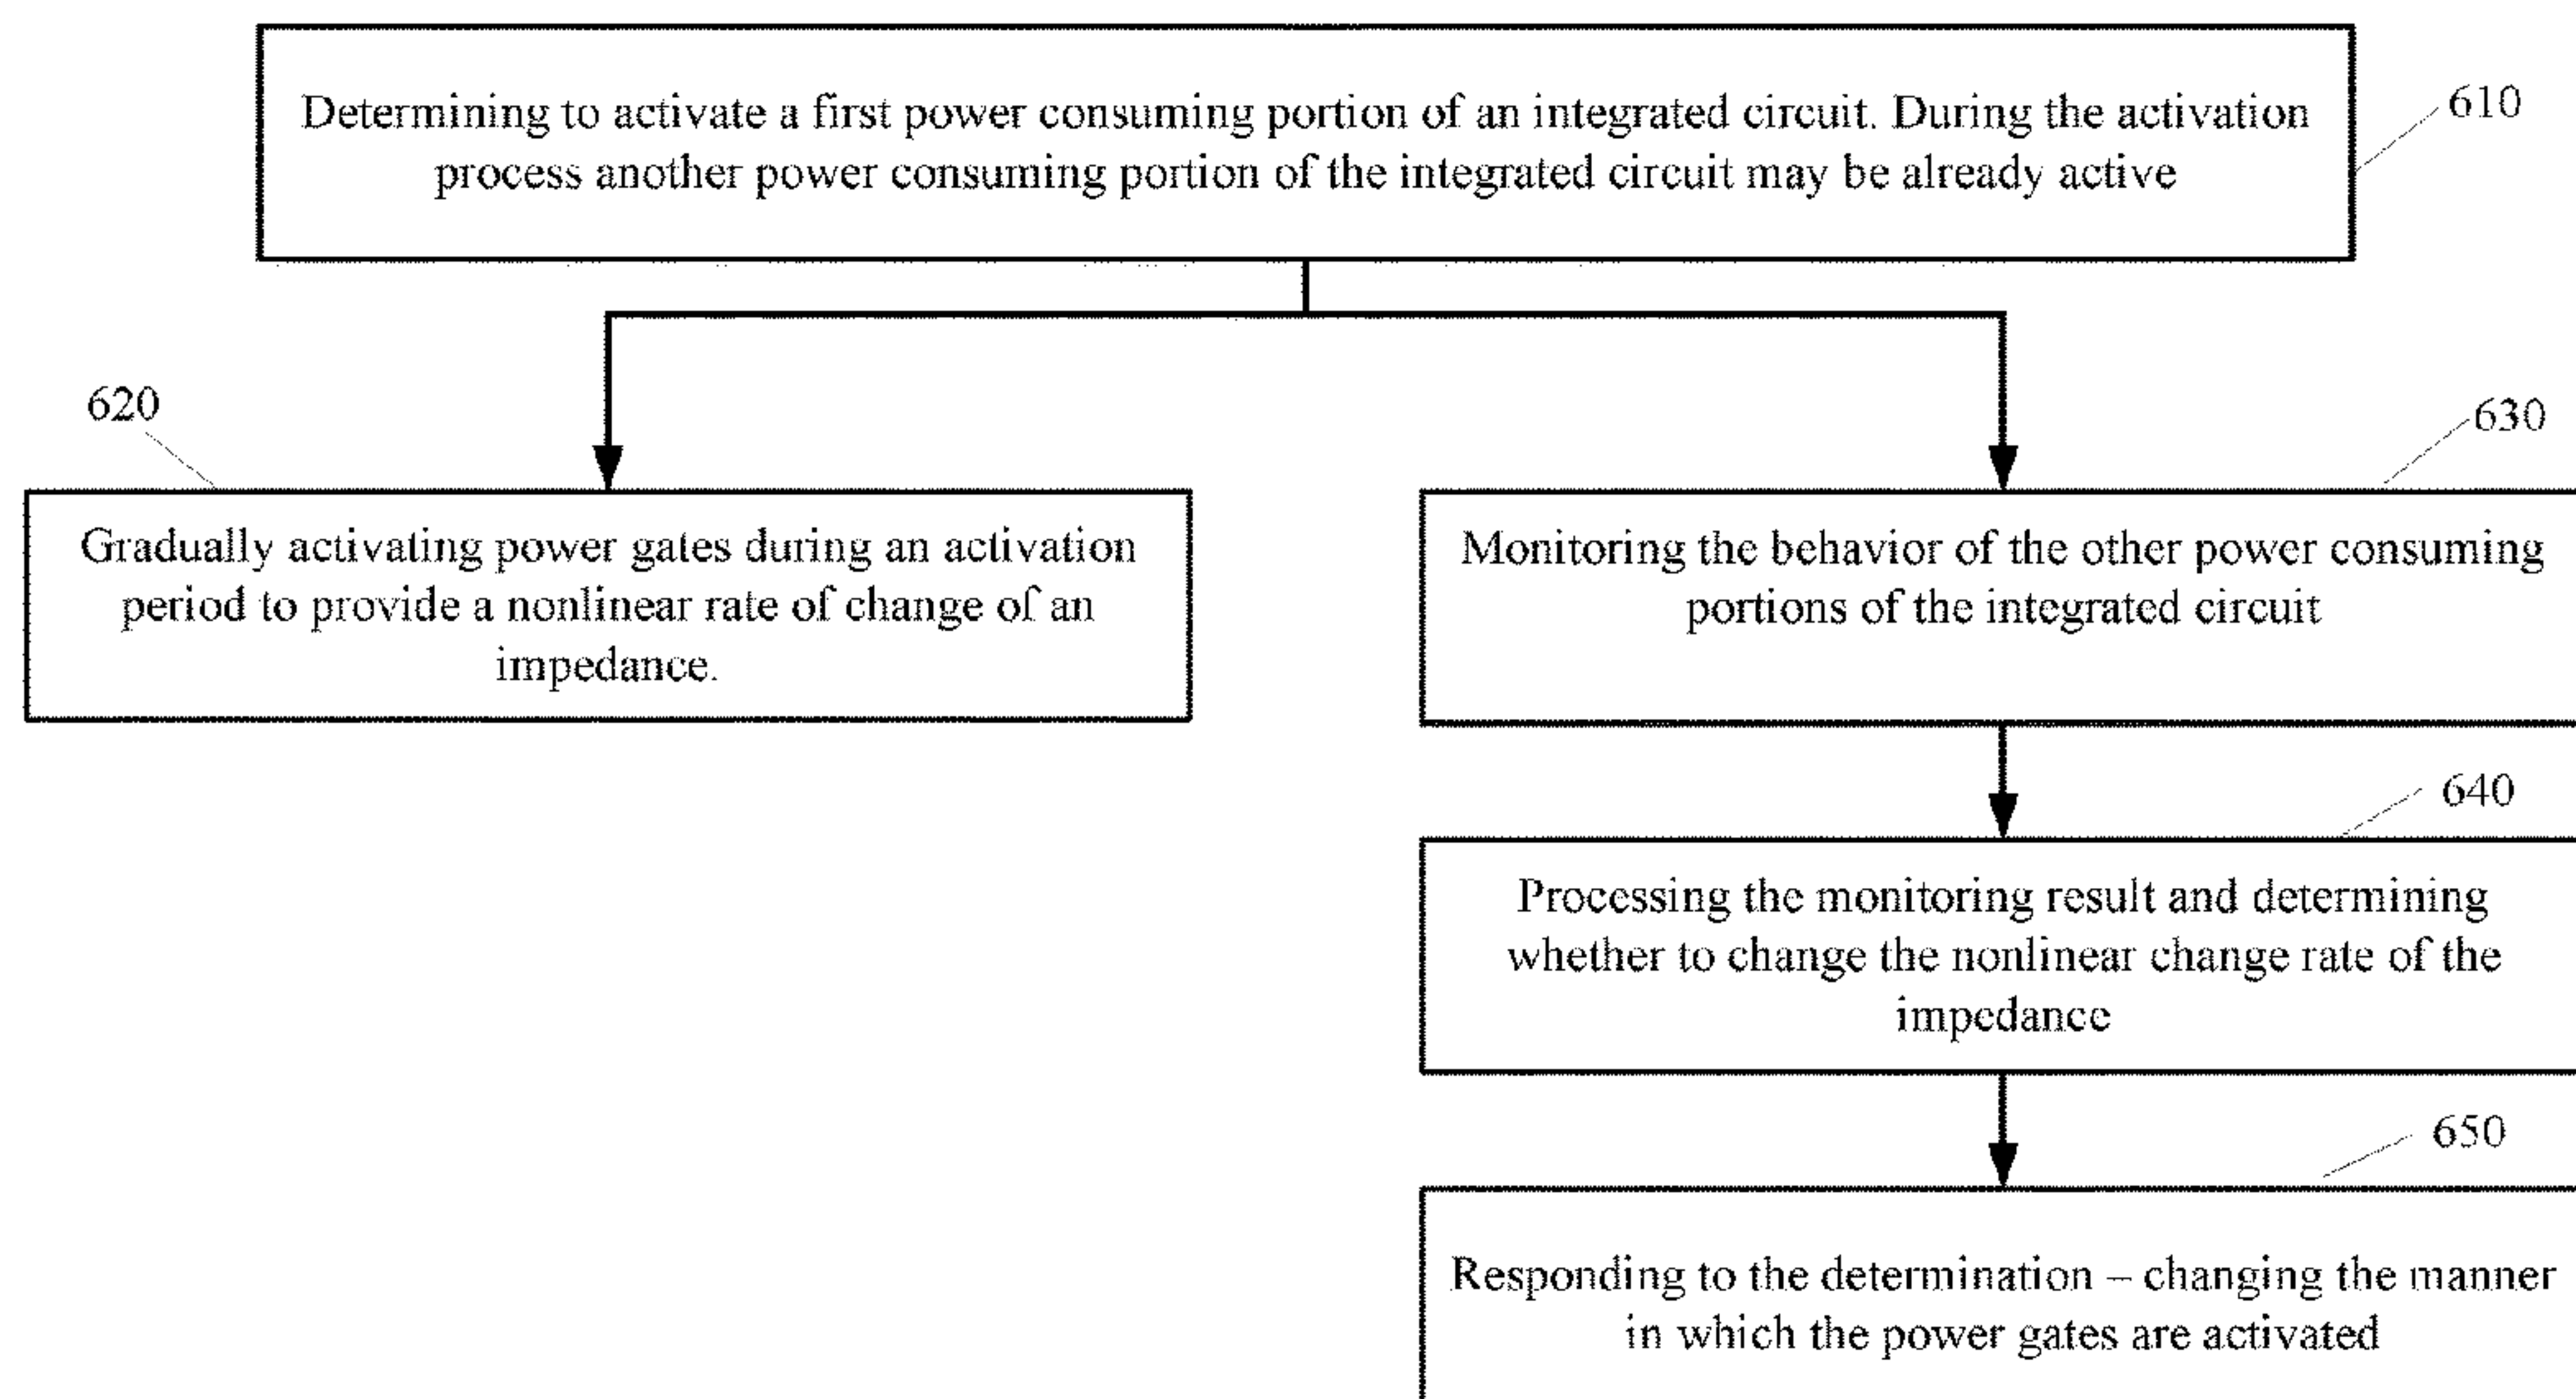 Determining to activate a first power consuming portion of an integrated circuit. During the activation
process another power consuming portion of the integrated circuit may be already active
610
620
630
Gradually activating power gates during an activation
period to provide a nonlinear rate of change of an
impedance.
Monitoring the behavior of the other power consuming
portions of the integrated circuit
640
Processing the monitoring result and determining
whether to change the nonlinear change rate of the
impedance
650
Responding to the determination – changing the manner
in which the power gates are activated